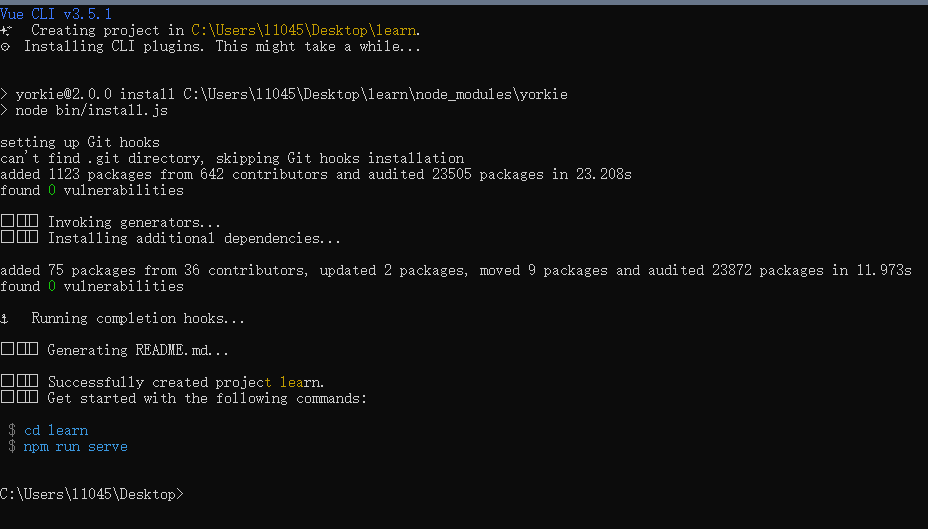 Vue CLI v3.5.1
Creating project in C:\Users\11045\Desktop\learn.
Installing CLI plugins. This might take a while...
> yorkie@2.0.0 install C:\Users\11045\Desktop\learn\node_modules\yorkie
> node bin/install.js
setting up Git hooks
can't find .git directory, skipping Git hooks installation
added 1123 packages from 642 contributors and audited 23505 packages in 23.208s
found 0 vulnerabilities
Invoking generators...
Installing additional dependencies...
added 75 packages from 36 contributors, updated 2 packages, moved 9 packages and audited 23872 packages in 11.973s
found 0 vulnerabilities
Running completion hooks...
Generating README.md...
Successfully created project learn.
Get started with the following commands:
$ cd learn
$ npm run serve
C:\Users\11045\Desktop>